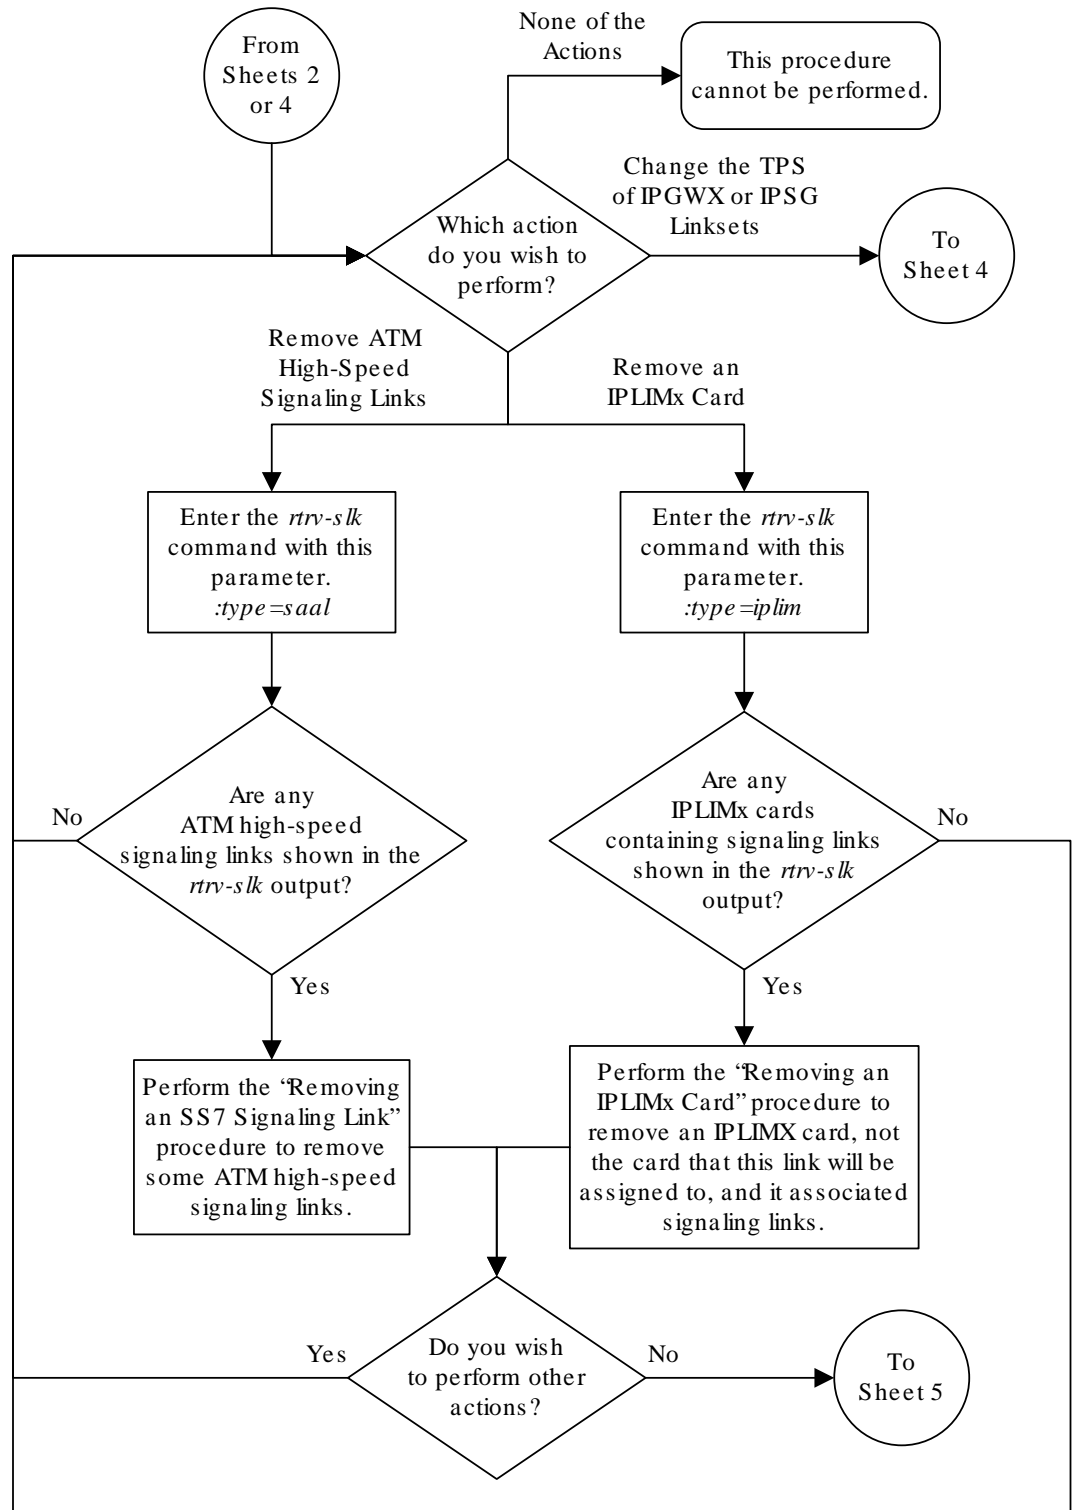 From
Sheets 2
or 4
None of the
Actions
This procedure
cannot be performed.
Which action
do you wish to
perform?
Change the TPS
of IPGWX or IPSG
Linksets
To
Sheet 4
Remove ATM
High-Speed
Signaling Links
Remove an
IPLIMx Card
Enter the rtrv-slk
command with this
parameter.
:type=saal
Enter the rtrv-slk
command with this
parameter.
:type=iplim
Are any
ATM high-speed
signaling links shown in the
rtrv-slk output?
No
Yes
Are any
IPLIMx cards
containing signaling links
shown in the rtrv-slk
output?
No
Yes
Perform the “Removing
an SS7 Signaling Link”
procedure to remove
some ATM high-speed
signaling links.
Perform the “Removing an
IPLIMx Card” procedure to
remove an IPLIMX card, not
the card that this link will be
assigned to, and it associated
signaling links.
Do you wish
to perform other
actions?
Yes
No
To
Sheet 5